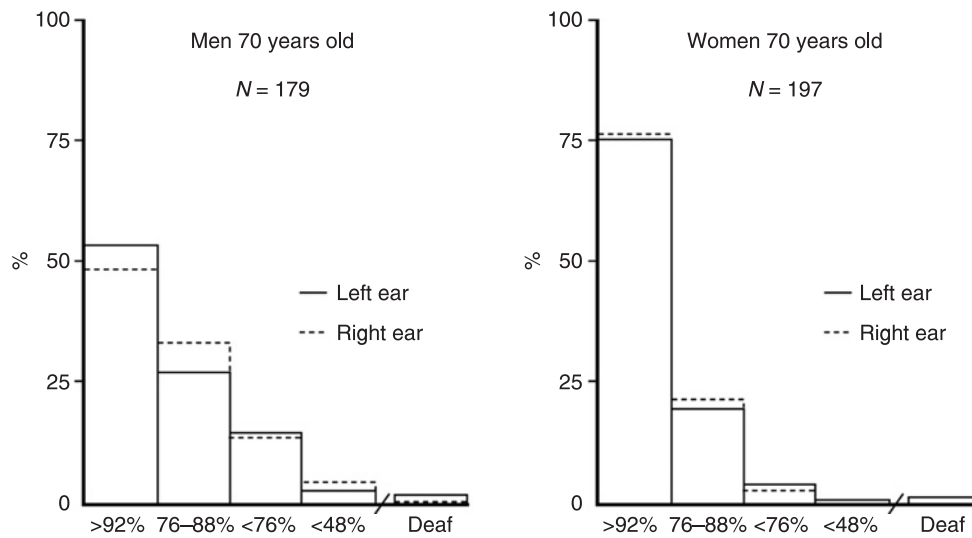 Men 70 years old
N = 179
100
75
50
25
0
%
Left ear
Right ear
>92% 76–88% <76% <48% Deaf
Women 70 years old
N = 197
100
75
50
25
0
%
Left ear
Right ear
>92% 76–88% <76% <48% Deaf